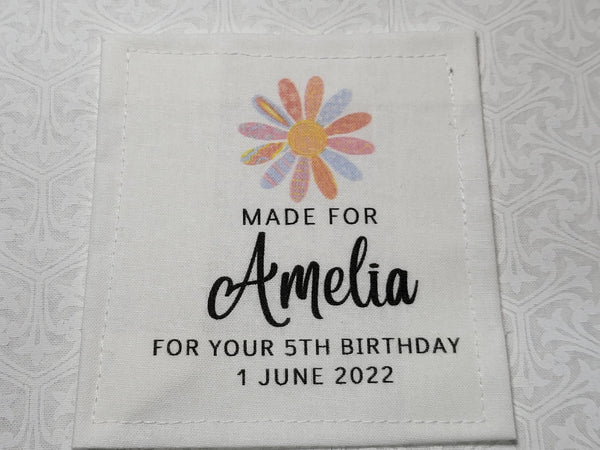 MADE FOR
Amelia
FOR YOUR 5TH BIRTHDAY
1 JUNE 2022